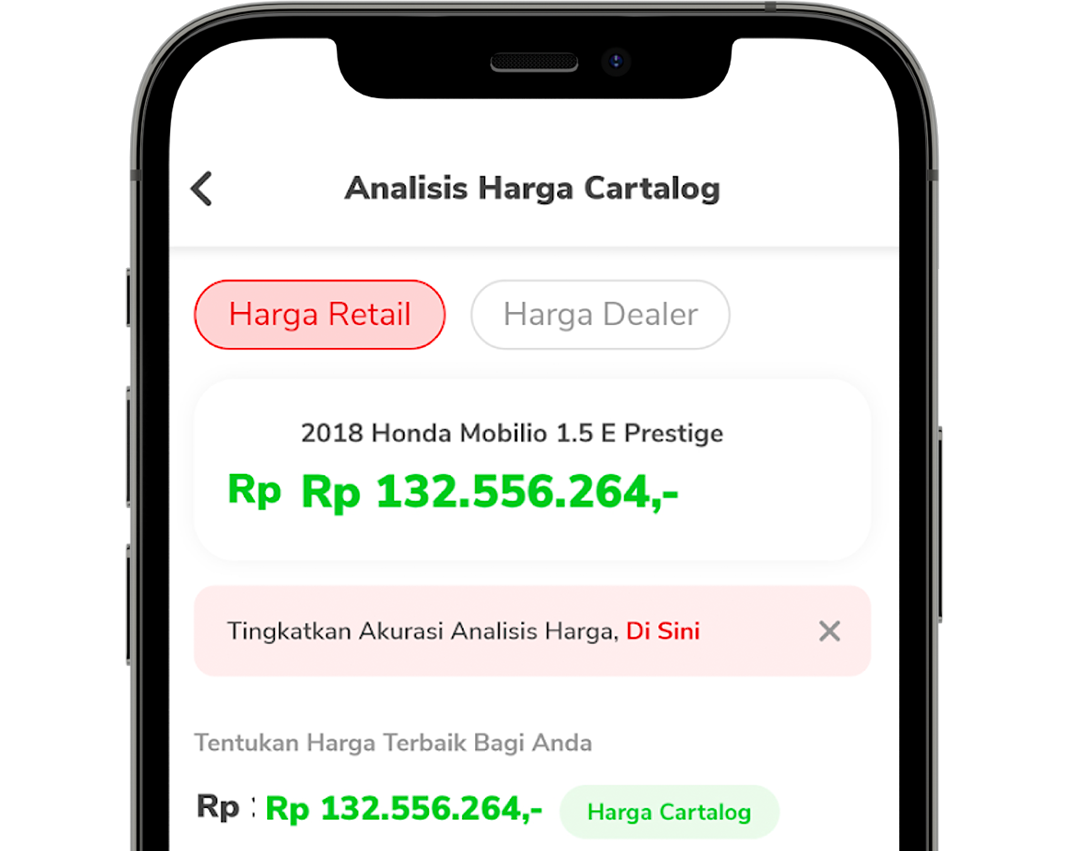 Analisis Harga Cartalog
Harga Retail Harga Dealer
2018 Honda Mobilio 1.5 E Prestige
Rp Rp 132.556.264,-
Tingkatkan Akurasi Analisis Harga, Di Sini
Tentukan Harga Terbaik Bagi Anda
Rp : Rp 132.556.264,- Harga Cartalog